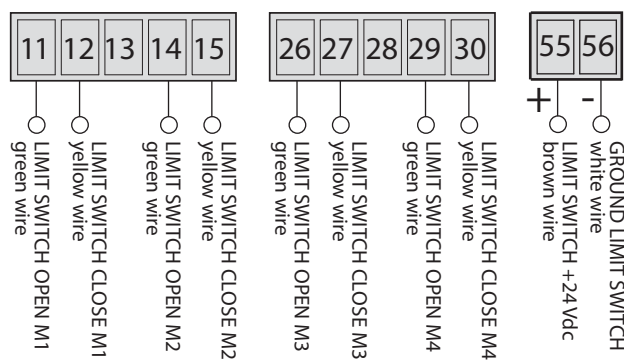 11 12 13 14 15
26 27 28 29 30
55 56
+ -
LIMIT SWITCH OPEN M1
green wire
LIMIT SWITCH CLOSE M1
yellow wire
LIMIT SWITCH OPEN M2
green wire
LIMIT SWITCH CLOSE M2
yellow wire
LIMIT SWITCH OPEN M3
green wire
LIMIT SWITCH CLOSE M3
yellow wire
LIMIT SWITCH OPEN M4
green wire
LIMIT SWITCH CLOSE M4
yellow wire
LIMIT SWITCH +24Vdc
brown wire
GROUND LIMIT SWITCH
white wire